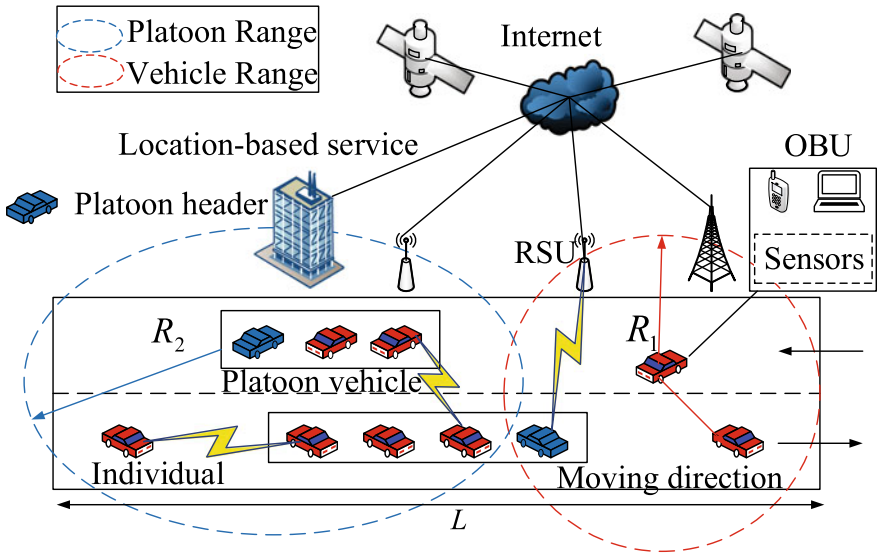 Platoon Range
Vehicle Range
Internet
Location-based service
OBU
Platoon header
RSU
Sensors
R2
R1
Platoon vehicle
Individual
Moving direction
L